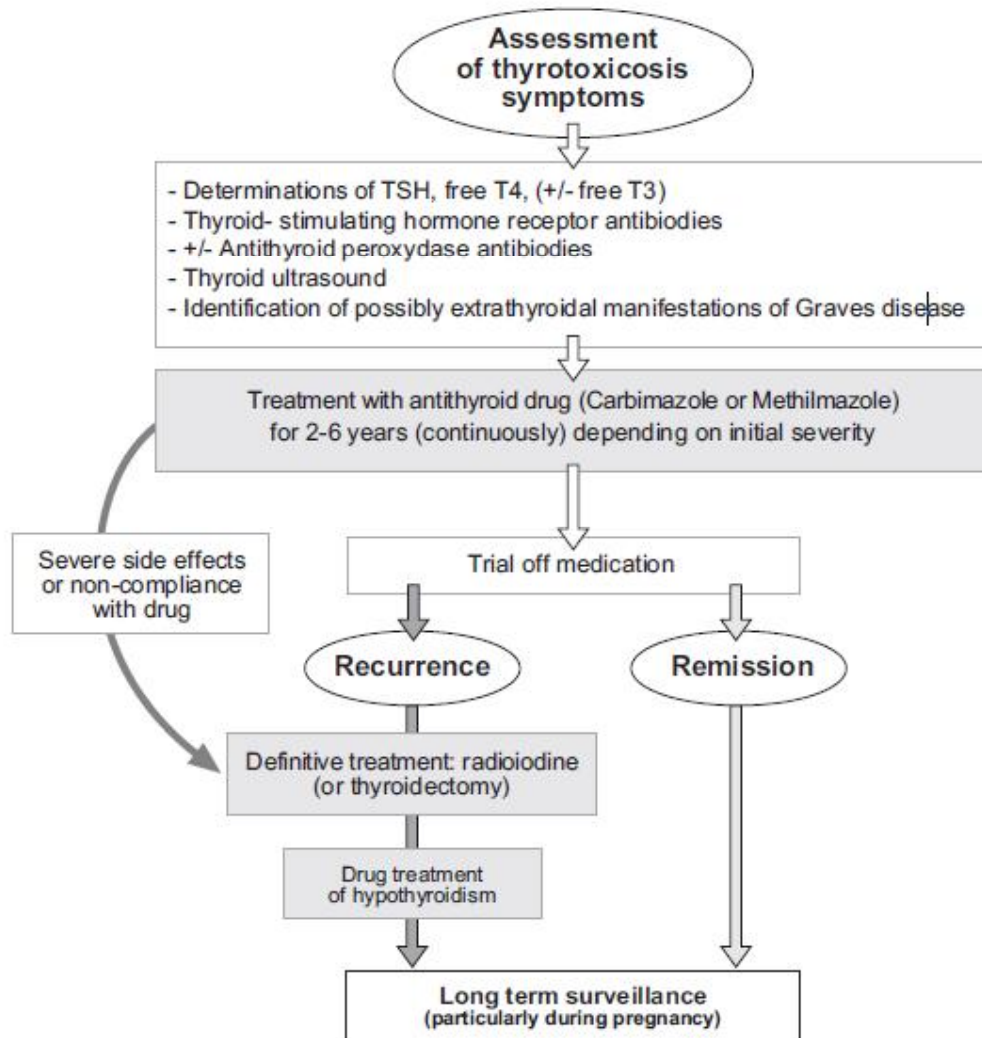 Assessment
of thyrotoxicosis
symptoms
- Determinations of TSH, free T4, (+/- free T3)
- Thyroid- stimulating hormone receptor antibodies
- +/- Antithyroid peroxydase antibodies
- Thyroid ultrasound
- Identification of possibly extrathyroidal manifestations of Graves disease
Treatment with antithyroid drug (Carbimazole or Methilmazole)
for 2-6 years (continuously) depending on initial severity
Severe side effects
or non-compliance
with drug
Trial off medication
Recurrence
Remission
Definitive treatment: radioiodine
(or thyroidectomy)
Drug treatment
of hypothyroidism
Long term surveillance
(particularly during pregnancy)